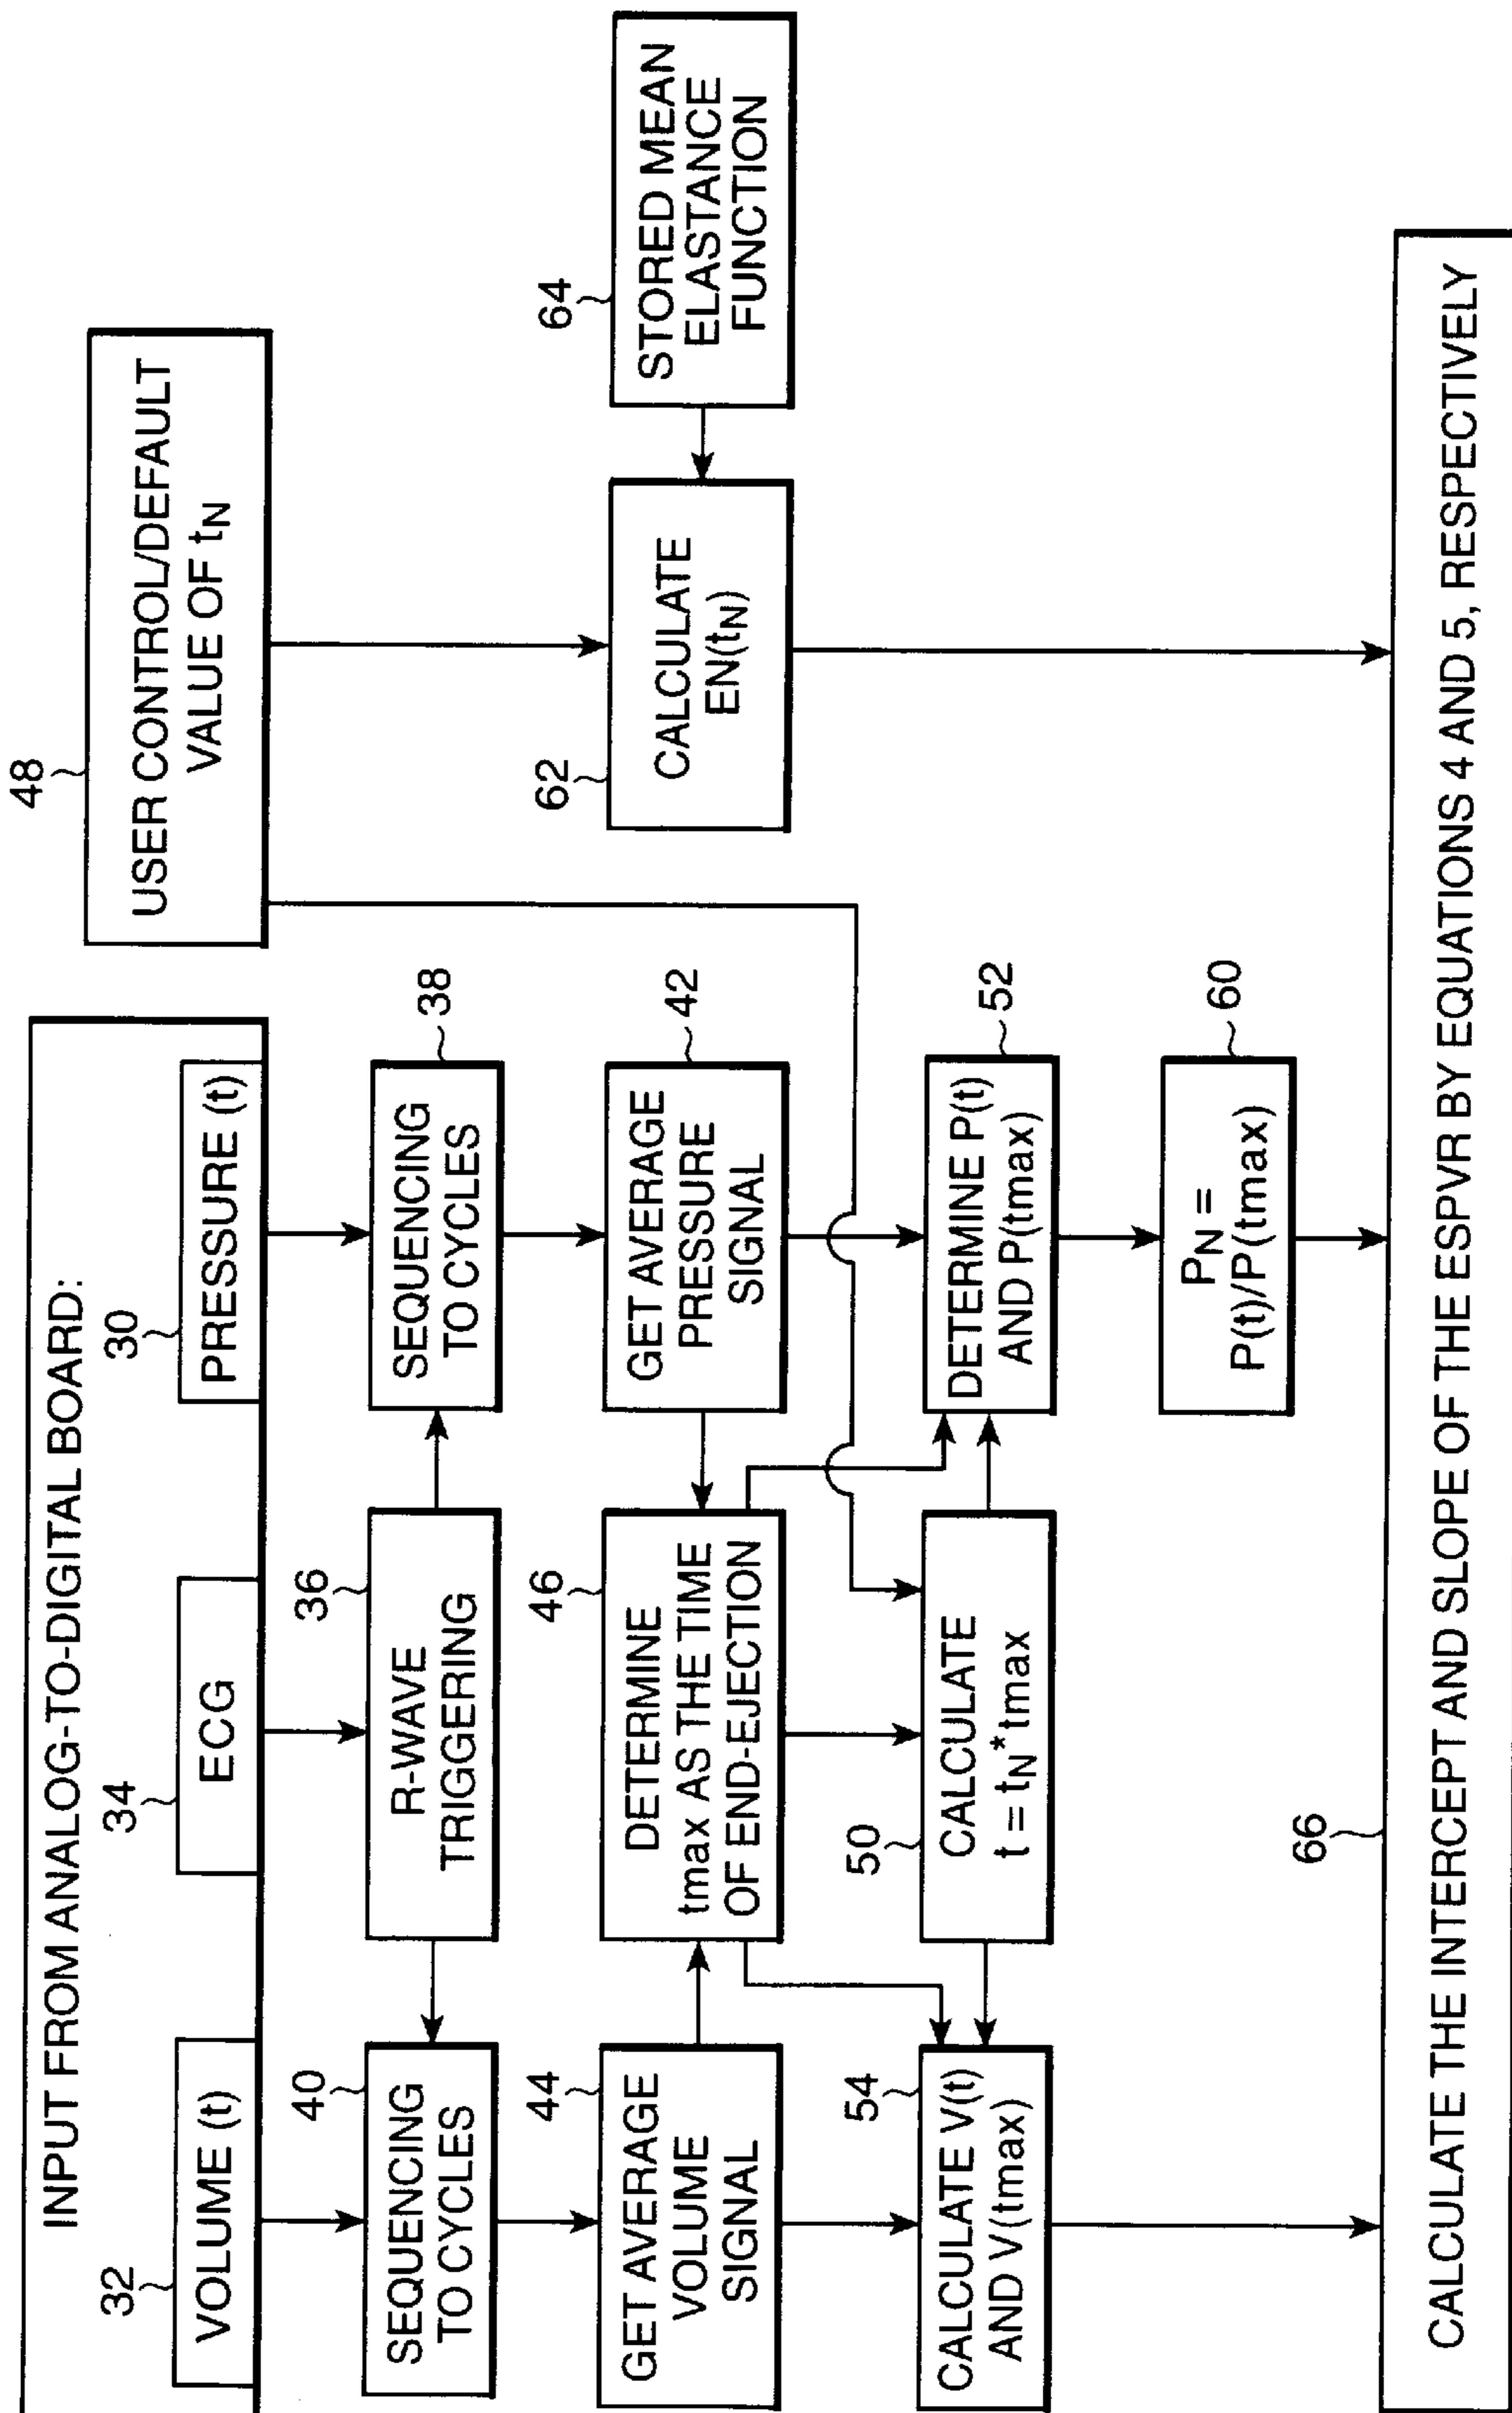 INPUT FROM ANALOG-TO-DIGITAL BOARD:
32
VOLUME (t)
34
ECG
30
PRESSURE (t)
48
USER CONTROL/DEFAULT
VALUE OF tN
40
SEQUENCING
TO CYCLES
36
R-WAVE
TRIGGERING
38
SEQUENCING
TO CYCLES
44
GET AVERAGE
VOLUME
SIGNAL
46
DETERMINE
tmax AS THE TIME
OF END-EJECTION
42
GET AVERAGE
PRESSURE
SIGNAL
62
CALCULATE
EN(tN)
64
STORED MEAN
ELASTANCE
FUNCTION
54
CALCULATE V(t)
AND V(tmax)
50
CALCULATE
t = tN*tmax
52
DETERMINE P(t)
AND P(tmax)
60
PN =
P(t)/P(tmax)
66
CALCULATE THE INTERCEPT AND SLOPE OF THE ESPVR BY EQUATIONS 4 AND 5, RESPECTIVELY